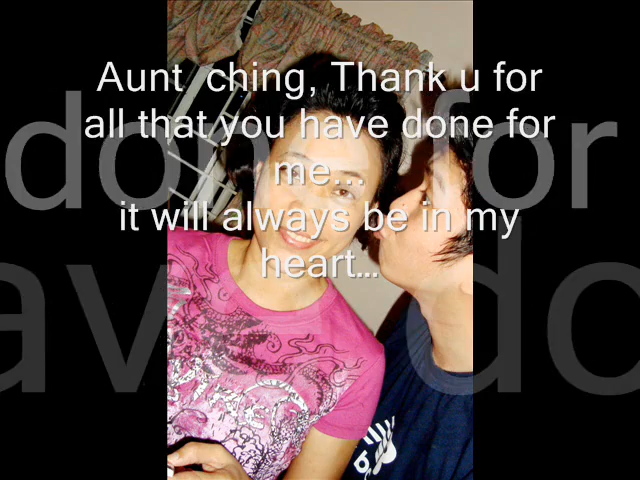 Aunt  ching, Thank u for
all that you have done for
me...
it will always be in my
heart...